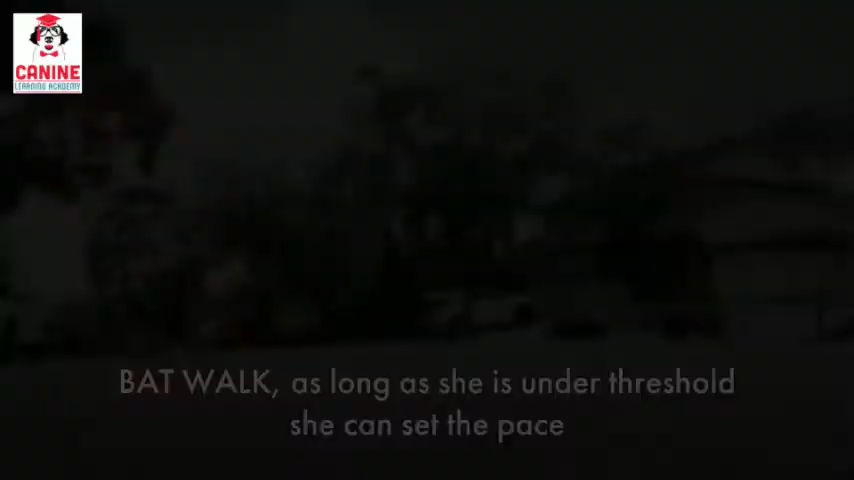 CANINE
LEARNING ACADEMY
BAT WALK, as long as she is under threshold
she can set the pace